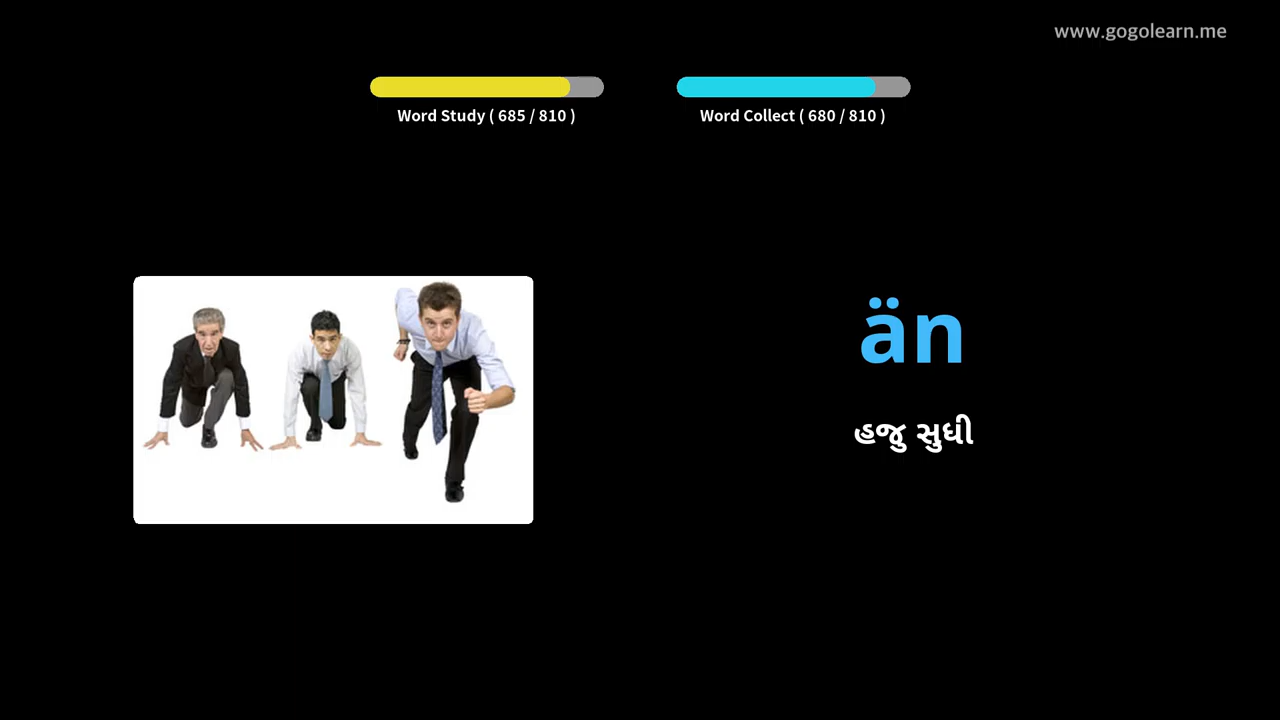 www.gogolearn.me
Word Study ( 685 / 810 )
Word Collect ( 680 / 810 )
än
હજુ સુધી